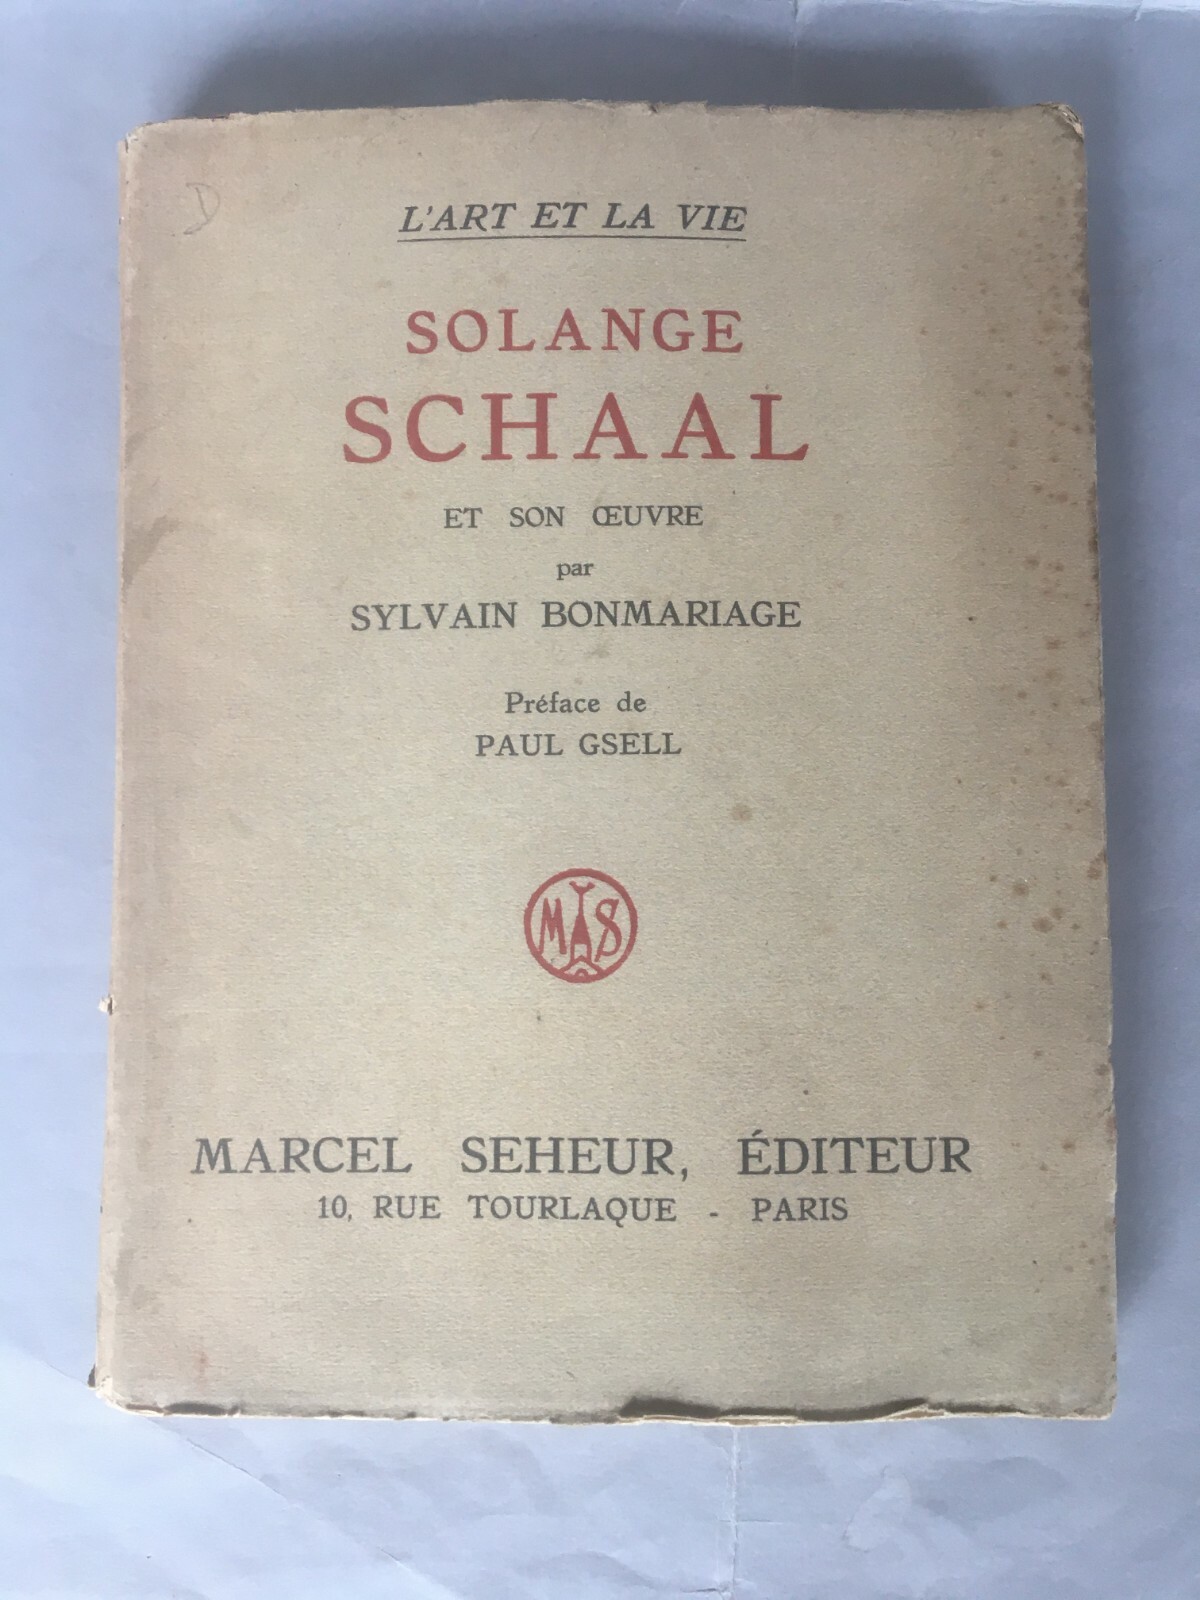 D
L'ART ET LA VIE
SOLANGE
SCHAAL
ET SON ŒUVRE
par
SYLVAIN BONMARIAGE
Préface de
PAUL GSELL
MS
MARCEL SEHEUR, ÉDITEUR
10, RUE TOURLAQUE - PARIS